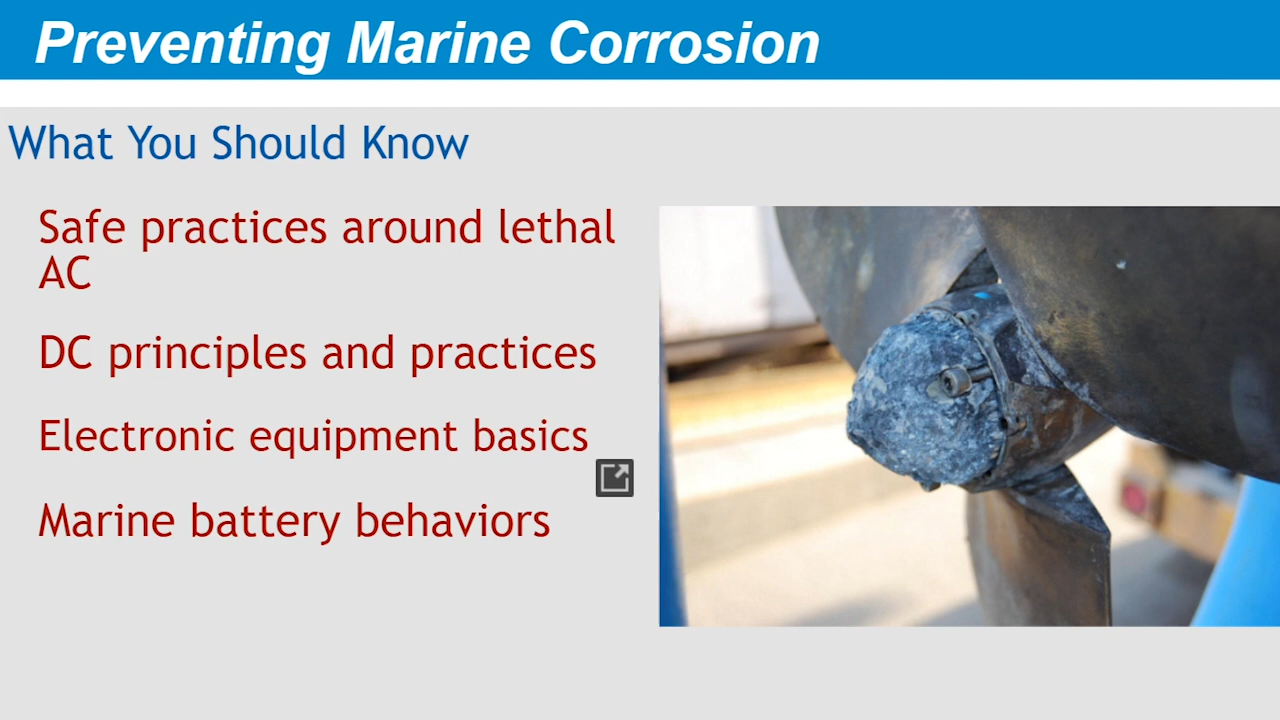 Preventing Marine Corrosion
What You Should Know
Safe practices around lethal
AC
DC principles and practices
Electronic equipment basics
Marine battery behaviors